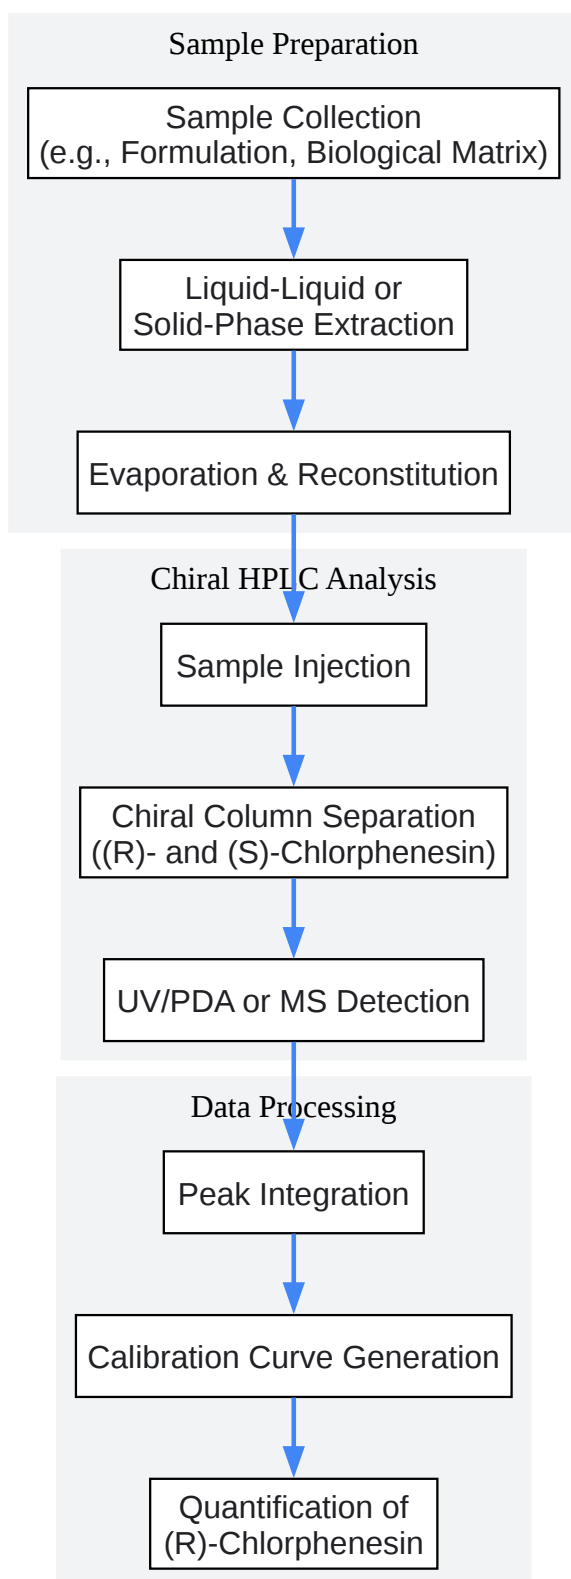 Sample Preparation
Sample Collection
(e.g., Formulation, Biological Matrix)
Liquid-Liquid or
Solid-Phase Extraction
Evaporation & Reconstitution
Chiral HPLC Analysis
Sample Injection
Chiral Column Separation
((R)- and (S)-Chlorphenesin)
UV/PDA or MS Detection
Data Processing
Peak Integration
Calibration Curve Generation
Quantification of
(R)-Chlorphenesin